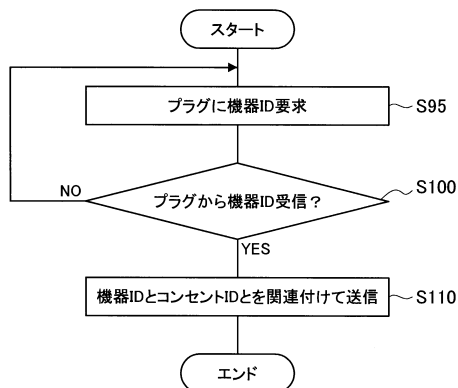 スタート
プラグに機器ID要求
S95
プラグから機器ID受信？
S100
NO
YES
機器IDとコンセントIDとを関連付けて送信
S110
エンド